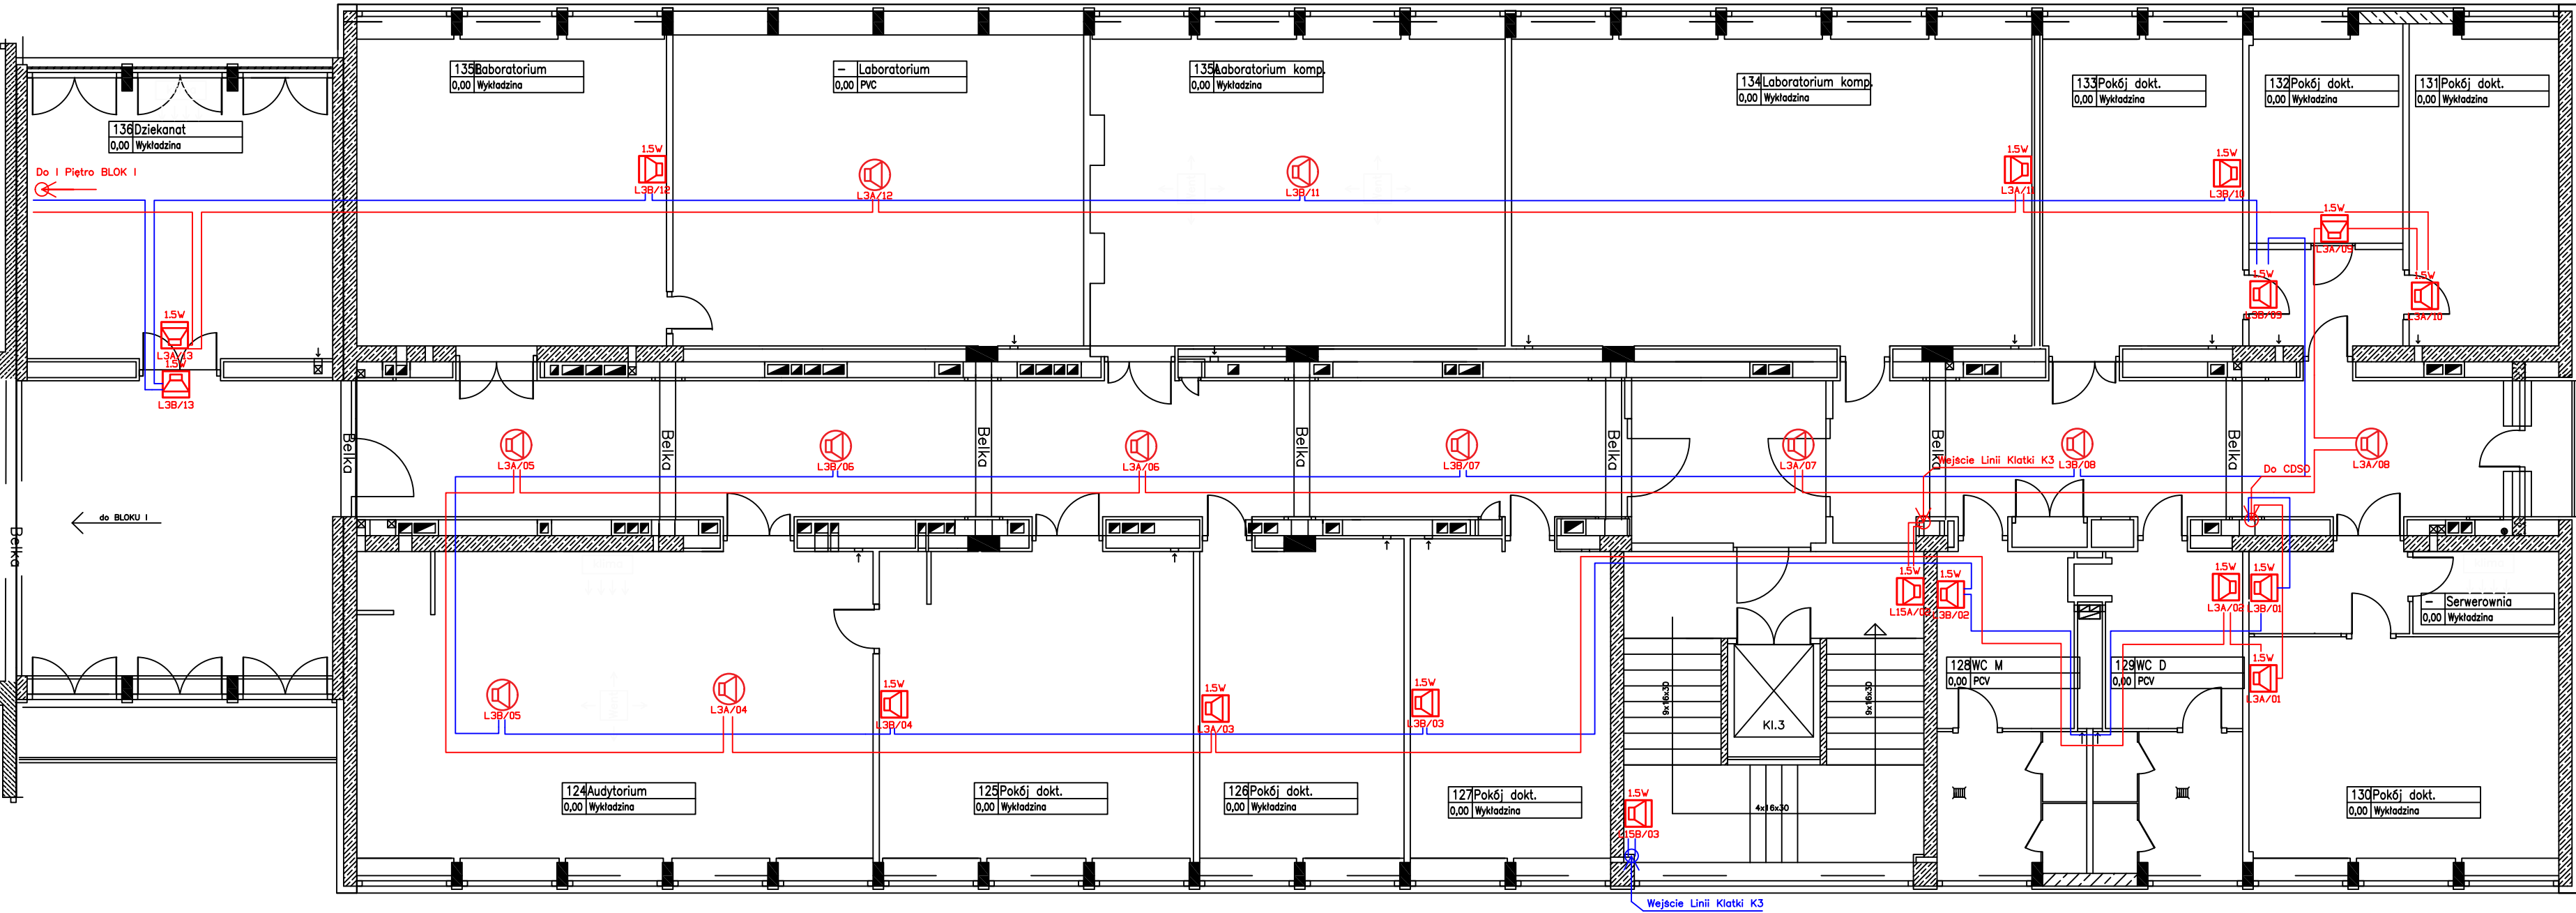 135B Laboratorium
0,00 Wykładzina
- Laboratorium
0,00 PVC
135A Laboratorium komp.
0,00 Wykładzina
134 Laboratorium komp.
0,00 Wykładzina
133 Pokój dokt.
0,00 Wykładzina
132 Pokój dokt.
0,00 Wykładzina
131 Pokój dokt.
0,00 Wykładzina
136 Dziekanat
0,00 Wykładzina
Do I Piętro BLOK I
1.5W
L3B/12
L3A/12
L3B/11
1.5W
L3A/11
1.5W
L3B/10
1.5W
L3A/09
1.5W
L3B/09
1.5W
L3A/10
1.5W
L3A/13
1.5W
L3B/13
Belka
Belka
Belka
Belka
Belka
Belka
Belka
Belka
L3A/05
L3B/06
L3A/06
L3B/07
L3A/07
Wejscie Linii Klatki K3
L3B/08
Do CDSO
L3A/08
do BLOKU I
1.5W
L15A/0
1.5W
L3B/02
1.5W
L3A/02
1.5W
L3B/01
- Serwerownia
0,00 Wykładzina
128 WC M
0,00 PCV
129 WC D
0,00 PCV
1.5W
L3A/01
L3B/05
L3A/04
1.5W
L3B/04
1.5W
L3A/03
1.5W
L3B/03
9x16x30
9x16x30
Kl.3
4x16x30
124 Audytorium
0,00 Wykładzina
125 Pokój dokt.
0,00 Wykładzina
126 Pokój dokt.
0,00 Wykładzina
127 Pokój dokt.
0,00 Wykładzina
130 Pokój dokt.
0,00 Wykładzina
1.5W
L15B/03
Wejscie Linii Klatki K3